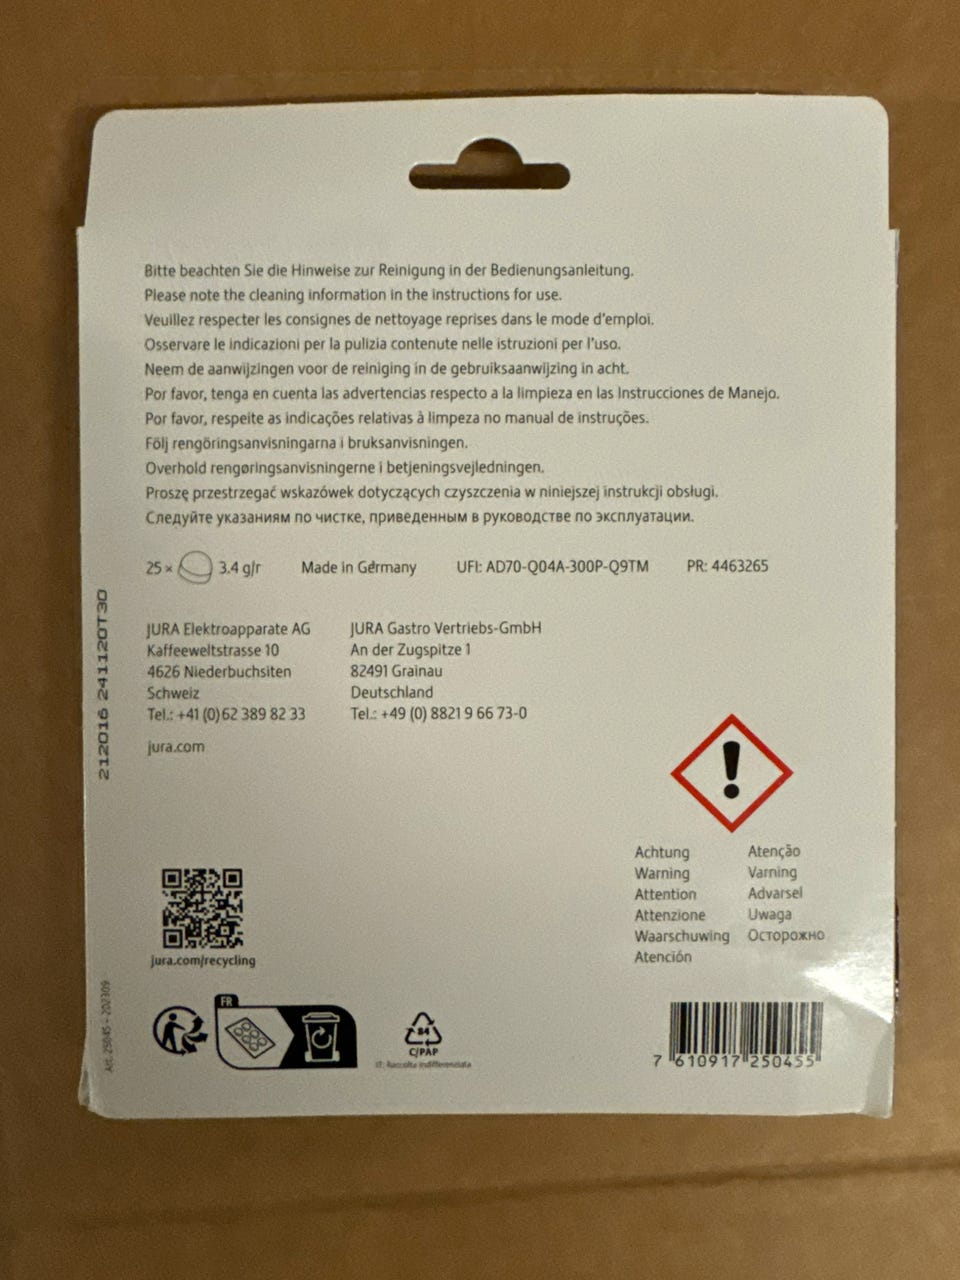 Bitte beachten Sie die Hinweise zur Reinigung in der Bedienungsanleitung.
Please note the cleaning information in the instructions for use.
Veuillez respecter les consignes de nettoyage reprises dans le mode d'emploi.
Osservare le indicazioni per la pulizia contenute nelle istruzioni per l'uso.
Neem de aanwijzingen voor de reiniging in de gebruiksaanwijzing in acht.
Por favor, tenga en cuenta las advertencias respecto a la limpieza en las Instrucciones de Manejo.
Por favor, respeite as indicações relativas à limpeza no manual de instruções.
Följ rengöringsanvisningarna i bruksanvisningen.
Overhold rengøringsanvisningerne i betjeningsvejledningen.
Proszę przestrzegać wskazówek dotyczących czyszczenia w niniejszej instrukcji obsługi.
Следуйте указаниям по чистке, приведенным в руководстве по эксплуатации.
25 × 3.4 g/r Made in Germany UFI: AD70-Q04A-300P-Q9TM PR: 4463265
JURA Elektroapparate AG
Kaffeeweltstrasse 10
4626 Niederbuchsiten
Schweiz
Tel.: +41 (0)62 389 82 33
jura.com
JURA Gastro Vertriebs-GmbH
An der Zugspitze 1
82491 Grainau
Deutschland
Tel.: +49 (0) 8821 9 66 73-0
212016 241120T30
Achtung
Warning
Attention
Attenzione
Waarschuwing
Atención
Atenção
Varning
Advarsel
Uwaga
Осторожно
jura.com/recycling
Art. 25045 - 202309
FR
84
C/PAP
IT: Raccolta indifferenziata
7 610917 250455